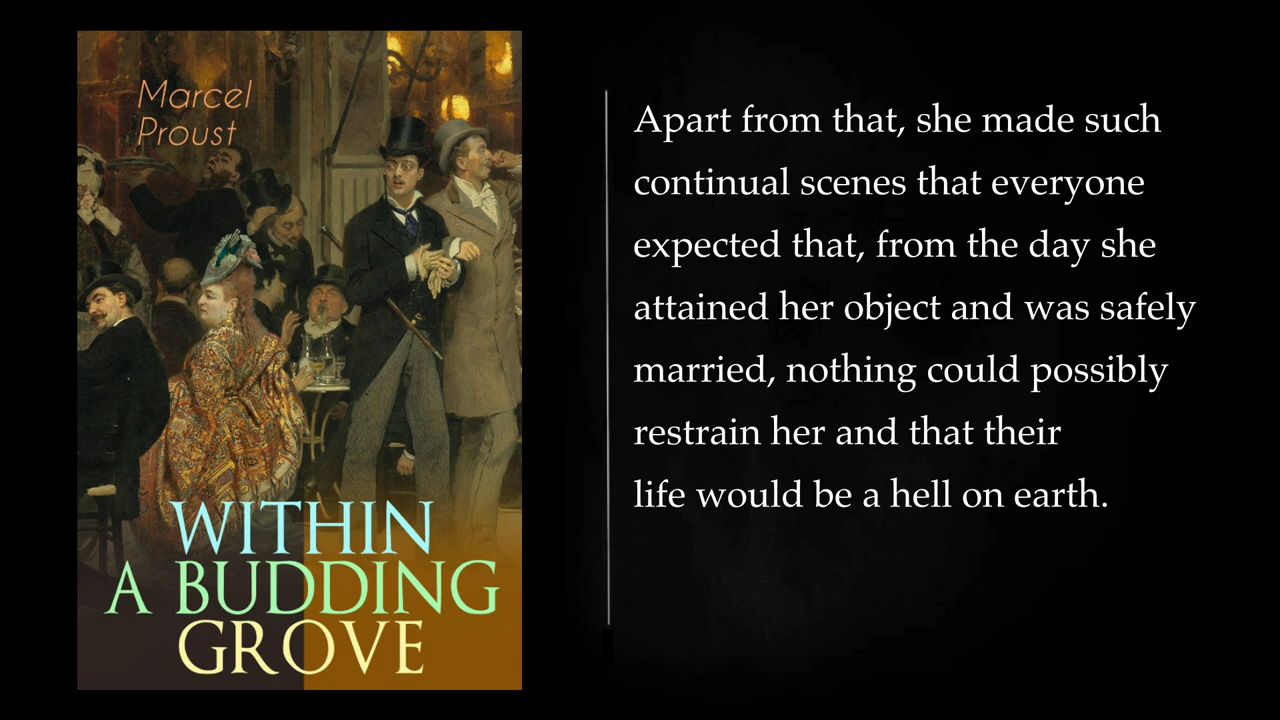 Marcel
Proust
WITHIN
A BUDDING
GROVE
Apart from that, she made such
continual scenes that everyone
expected that, from the day she
attained her object and was safely
married, nothing could possibly
restrain her and that their
life would be a hell on earth.